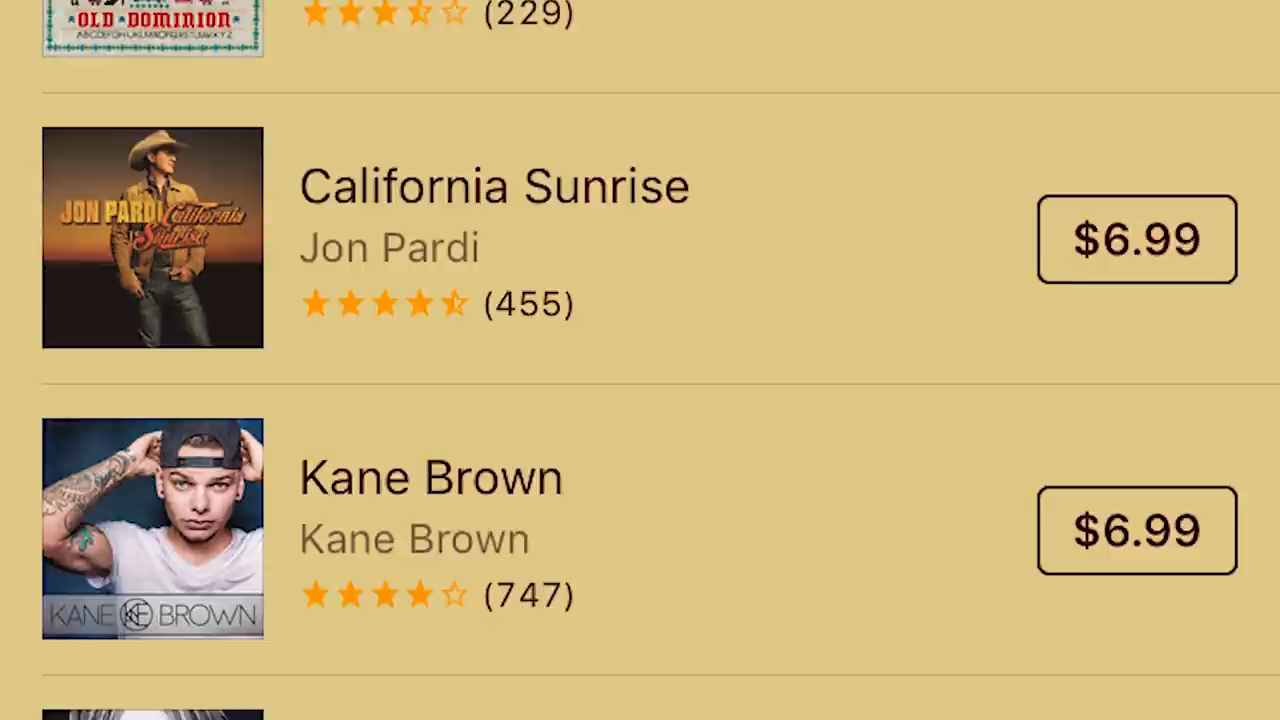 OLD DOMINION
(229)
JON PARDI California
Sunrise
California Sunrise
Jon Pardi
(455)
$6.99
KANE KB BROWN
Kane Brown
Kane Brown
(747)
$6.99